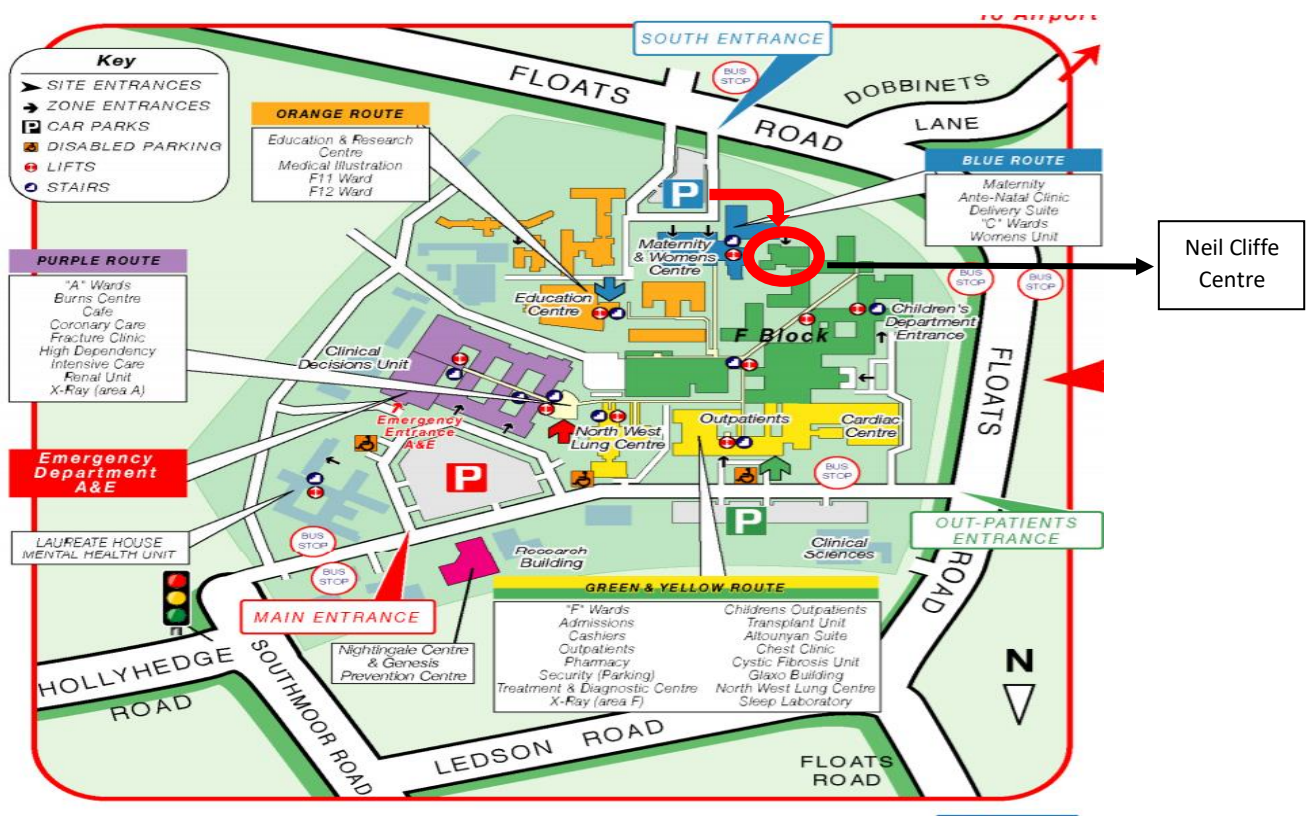 To Airport
SOUTH ENTRANCE
Key
SITE ENTRANCES
ZONE ENTRANCES
P CAR PARKS
DISABLED PARKING
LIFTS
STAIRS
FLOATS
ROAD
BUS
STOP
DOBBINETS
LANE
ORANGE ROUTE
Education & Research
Centre
Medical Illustration
F11 Ward
F12 Ward
BLUE ROUTE
Maternity
Ante-Natal Clinic
Delivery Suite
"C" Wards
Womens Unit
P
Maternity
& Womens
Centre
Neil Cliffe
Centre
PURPLE ROUTE
"A" Wards
Burns Centre
Cafe
Coronary Care
Fracture Clinic
High Dependency
Intensive Care
Renal Unit
X-Ray (area A)
Education
Centre
BUS
STOP
BUS
STOP
Children's
Department
Entrance
F Block
Clinical
Decisions Unit
FLOATS
ROAD
Emergency
Entrance
A&E
North West
Lung Centre
Outpatients
Cardiac
Centre
Emergency
Department
A&E
P
BUS
STOP
P
LAUREATE HOUSE
MENTAL HEALTH UNIT
BUS
STOP
BUS
STOP
OUT-PATIENTS
ENTRANCE
Research
Building
Clinical
Sciences
MAIN ENTRANCE
Nightingale Centre
& Genesis
Prevention Centre
GREEN & YELLOW ROUTE
"F" Wards
Admissions
Cashiers
Outpatients
Pharmacy
Security (Parking)
Treatment & Diagnostic Centre
X-Ray (area F)
Childrens Outpatients
Transplant Unit
Altounyan Suite
Chest Clinic
Cystic Fibrosis Unit
Glaxo Building
North West Lung Centre
Sleep Laboratory
N
HOLLYHEDGE
ROAD
SOUTHMOOR ROAD
LEDSON ROAD
FLOATS
ROAD